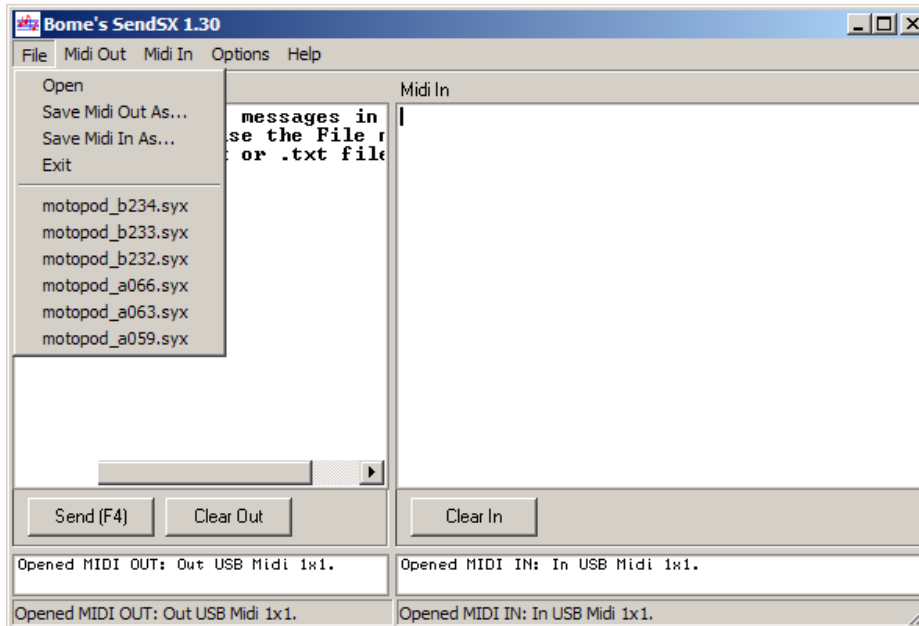 Bome's SendSX 1.30
File Midi Out Midi In Options Help
Open
Save Midi Out As...
Save Midi In As...
Exit
motopod_b234.syx
motopod_b233.syx
motopod_b232.syx
motopod_a066.syx
motopod_a063.syx
motopod_a059.syx
messages in
se the File
or .txt file
Midi In
Send (F4) Clear Out
Clear In
Opened MIDI OUT: Out USB Midi 1x1.
Opened MIDI IN: In USB Midi 1x1.
Opened MIDI OUT: Out USB Midi 1x1.
Opened MIDI IN: In USB Midi 1x1.